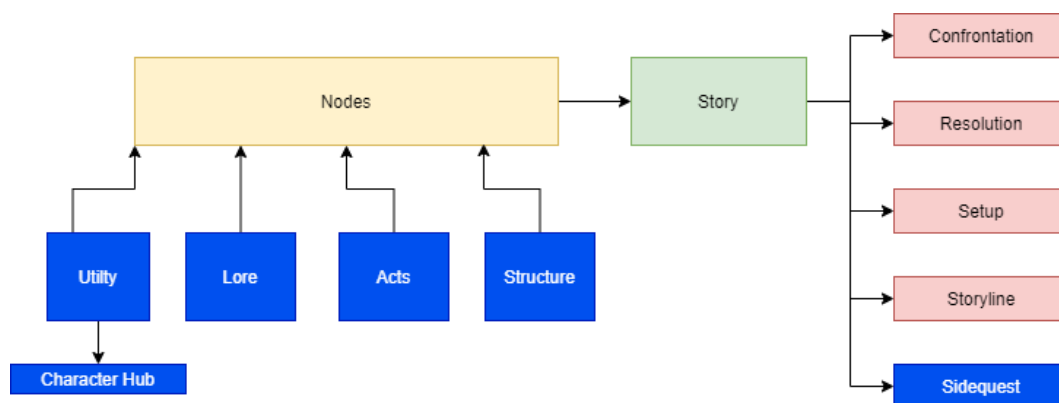 Confrontation
Nodes
Story
Resolution
Setup
Utilty
Lore
Acts
Structure
Storyline
Character Hub
Sidequest